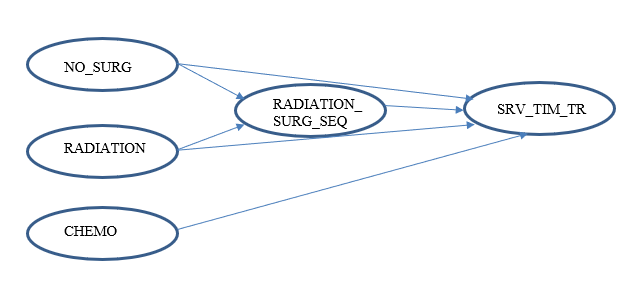 NO_SURG
RADIATION
CHEMO
RADIATION_
SURG_SEQ
SRV_TIM_TR